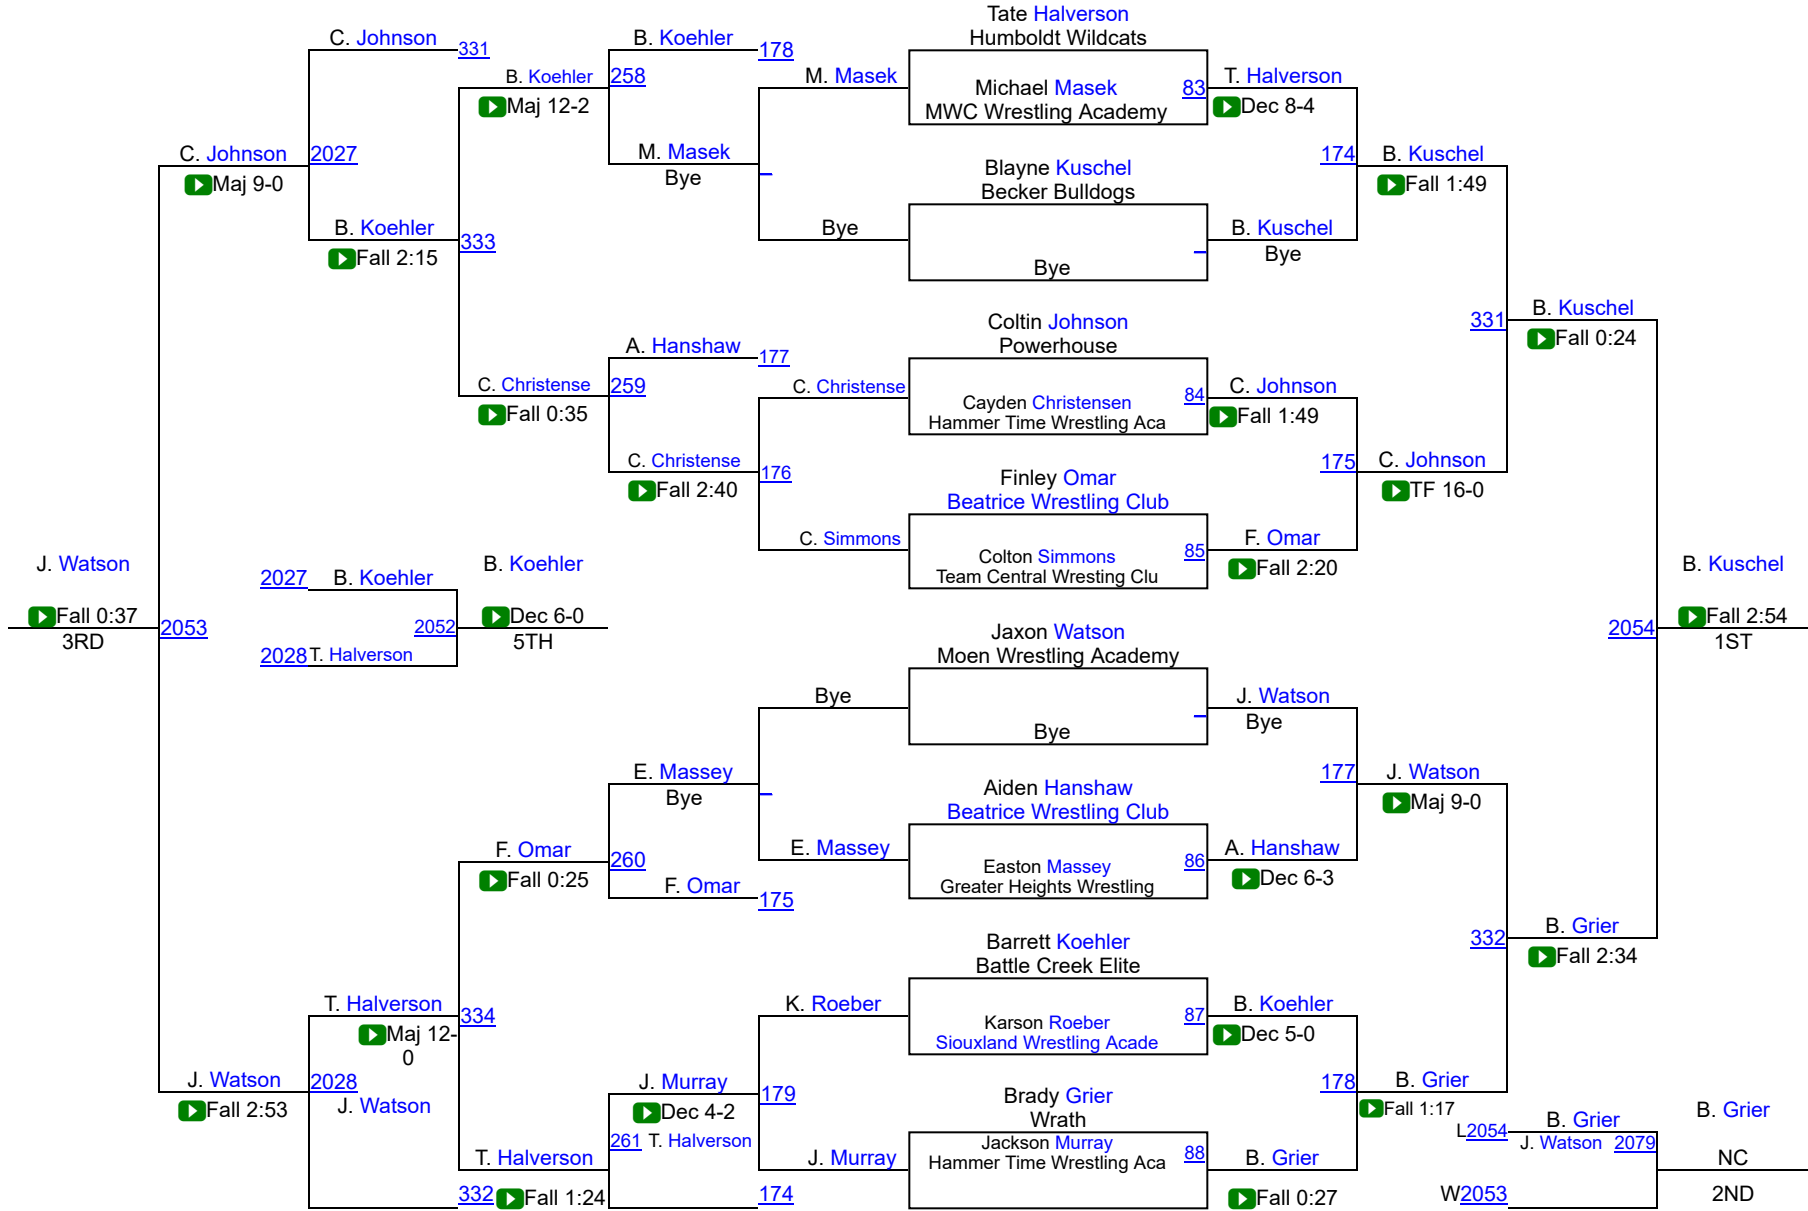 Tate Halverson
Humboldt Wildcats
C. Johnson
331
B. Koehler
178
B. Koehler
258
M. Masek
Michael Masek
83
T. Halverson
Maj 12-2
MWC Wrestling Academy
Dec 8-4
C. Johnson
2027
M. Masek
174
B. Kuschel
Maj 9-0
Bye
Blayne Kuschel
Fall 1:49
Becker Bulldogs
B. Koehler
333
Bye
B. Kuschel
Fall 2:15
Bye
Bye
B. Kuschel
331
Coltin Johnson
Fall 0:24
A. Hanshaw
177
Powerhouse
C. Christense
259
C. Christense
Cayden Christensen
84
C. Johnson
Fall 0:35
Hammer Time Wrestling Aca
Fall 1:49
C. Christense
176
175
C. Johnson
Fall 2:40
Finley Omar
TF 16-0
Beatrice Wrestling Club
C. Simmons
Colton Simmons
85
F. Omar
Team Central Wresting Clu
Fall 2:20
J. Watson
2027
B. Koehler
B. Koehler
B. Kuschel
Fall 0:37
2053
2052
Dec 6-0
2054
Fall 2:54
3RD
2028
T. Halverson
5TH
1ST
Jaxon Watson
Moen Wrestling Academy
Bye
J. Watson
Bye
Bye
E. Massey
177
J. Watson
Bye
Aiden Hanshaw
Maj 9-0
Beatrice Wrestling Club
F. Omar
260
E. Massey
Easton Massey
86
A. Hanshaw
Fall 0:25
F. Omar
175
Greater Heights Wrestling
Dec 6-3
B. Grier
332
Barrett Koehler
Fall 2:34
Battle Creek Elite
T. Halverson
334
K. Roeber
Karson Roeber
87
B. Koehler
Maj 12-
0
Siouxland Wrestling Acade
Dec 5-0
J. Watson
2028
J. Murray
179
178
B. Grier
Fall 2:53
J. Watson
Dec 4-2
Brady Grier
Fall 1:17
Wrath
L2054
B. Grier
B. Grier
261
T. Halverson
Jackson Murray
J. Watson
2079
T. Halverson
J. Murray
Hammer Time Wrestling Aca
88
B. Grier
NC
332
Fall 1:24
174
Fall 0:27
W2053
2ND